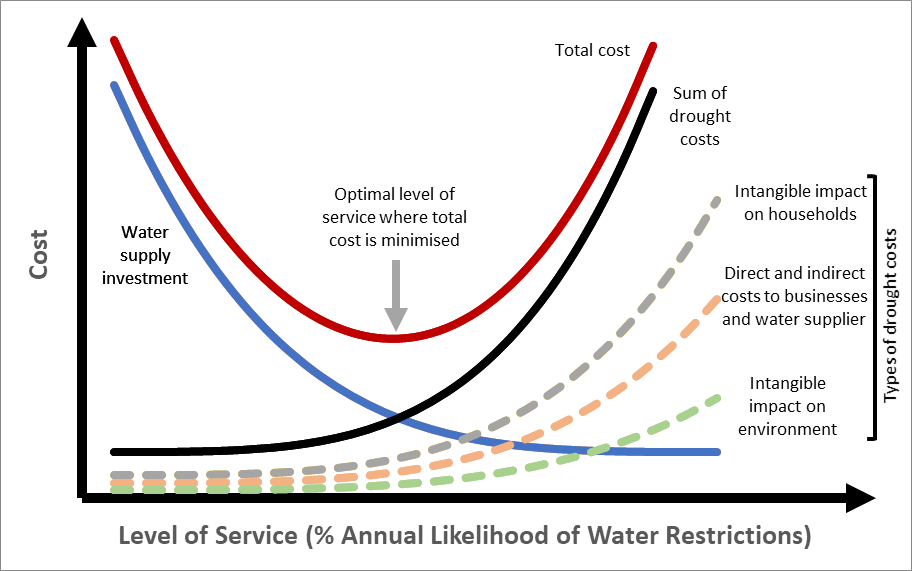 Total cost
Sum of
drought
costs
Optimal level of
service where total
cost is minimised
Water
supply
investment
Intangible impact
on households
Direct and indirect
costs to businesses
and water supplier
Intangible
impact on
environment
Types of drought costs
Cost
Level of Service (% Annual Likelihood of Water Restrictions)